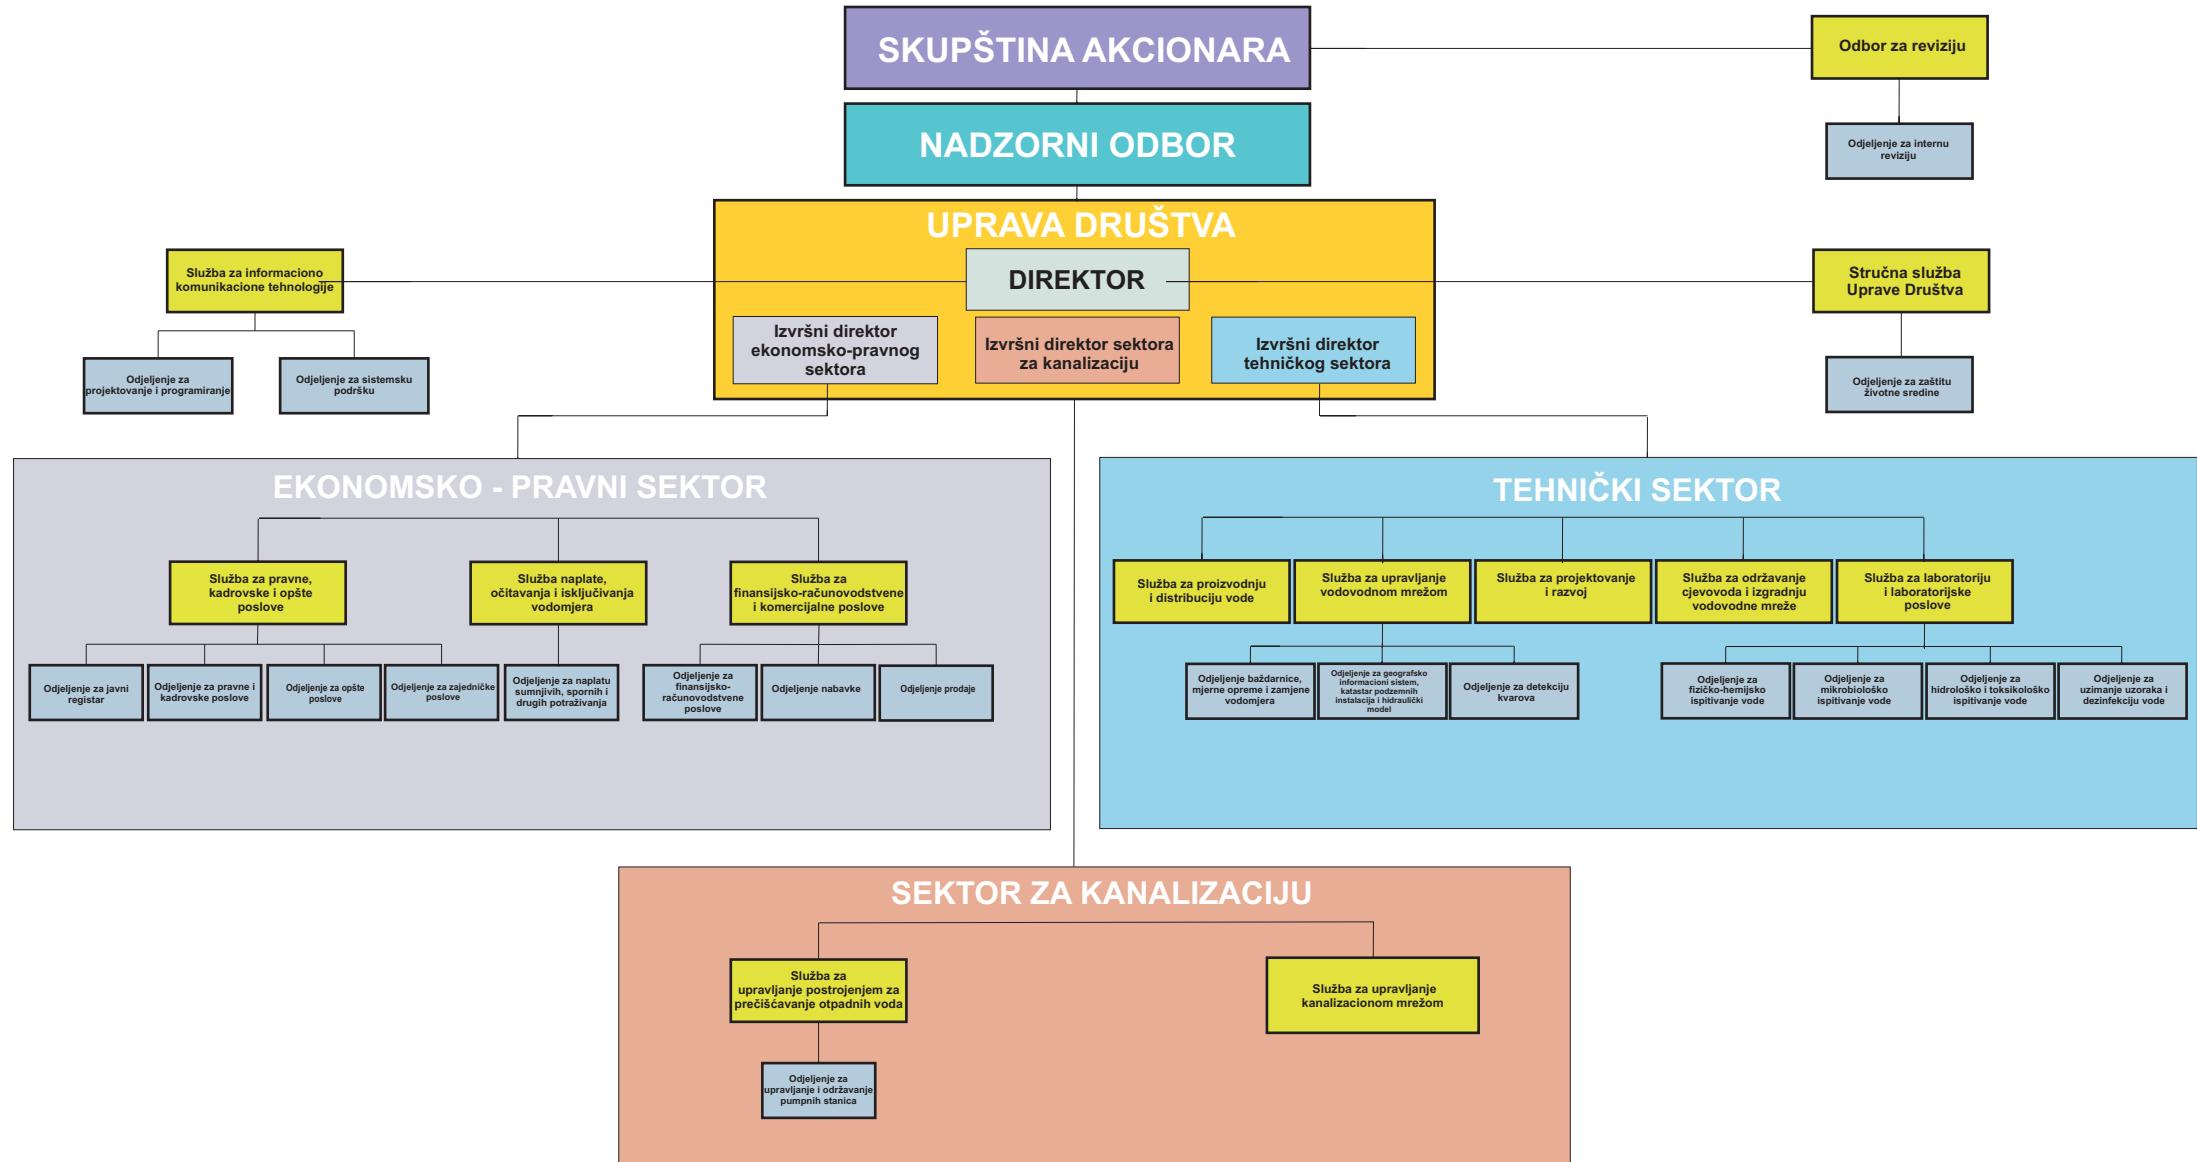 SKUPŠTINA AKCIONARA
Odbor za reviziju
NADZORNI ODBOR
Odjeljenje za internu
reviziju
UPRAVA DRUŠTVA
DIREKTOR
Služba za informaciono
komunikacione tehnologije
Stručna služba
Uprave Društva
Izvršni direktor
ekonomsko-pravnog
sektora
Izvršni direktor sektora
za kanalizaciju
Izvršni direktor
tehničkog sektora
Odjeljenje za
projektovanje i programiranje
Odjeljenje za sistemsku
podršku
Odjeljenje za zaštitu
životne sredine
EKONOMSKO - PRAVNI SEKTOR
Služba za pravne,
kadrovske i opšte
poslove
Služba naplate,
očitavanja i isključivanja
vodomjera
Služba za
finansijsko-računovodstvene
i komercijalne poslove
Odjeljenje za javni
registar
Odjeljenje za pravne i
kadrovske poslove
Odjeljenje za opšte
poslove
Odjeljenje za zajedničke
poslove
Odjeljenje za naplatu
sumnjivih, spornih i
drugih potraživanja
Odjeljenje za
finansijsko-
računovodstvene
poslove
Odjeljenje nabavke
Odjeljenje prodaje
TEHNIČKI SEKTOR
Služba za proizvodnju
i distribuciju vode
Služba za upravljanje
vodovodnom mrežom
Služba za projektovanje
i razvoj
Služba za održavanje
cjevovoda i izgradnju
vodovodne mreže
Služba za laboratoriju
i laboratorijske
poslove
Odjeljenje baždarnice,
mjerne opreme i zamjene
vodomjera
Odjeljenje za geografsko
informacioni sistem,
katastar podzemnih
instalacija i hidraulički
model
Odjeljenje za detekciju
kvarova
Odjeljenje za
fizičko-hemijsko
ispitivanje vode
Odjeljenje za
mikrobiološko
ispitivanje vode
Odjeljenje za
hidrološko i toksikološko
ispitivanje vode
Odjeljenje za
uzimanje uzoraka i
dezinfekciju vode
SEKTOR ZA KANALIZACIJU
Služba za
upravljanje postrojenjem za
prečišćavanje otpadnih voda
Služba za upravljanje
kanalizacionom mrežom
Odjeljenje za
upravljanje i održavanje
pumpnih stanica